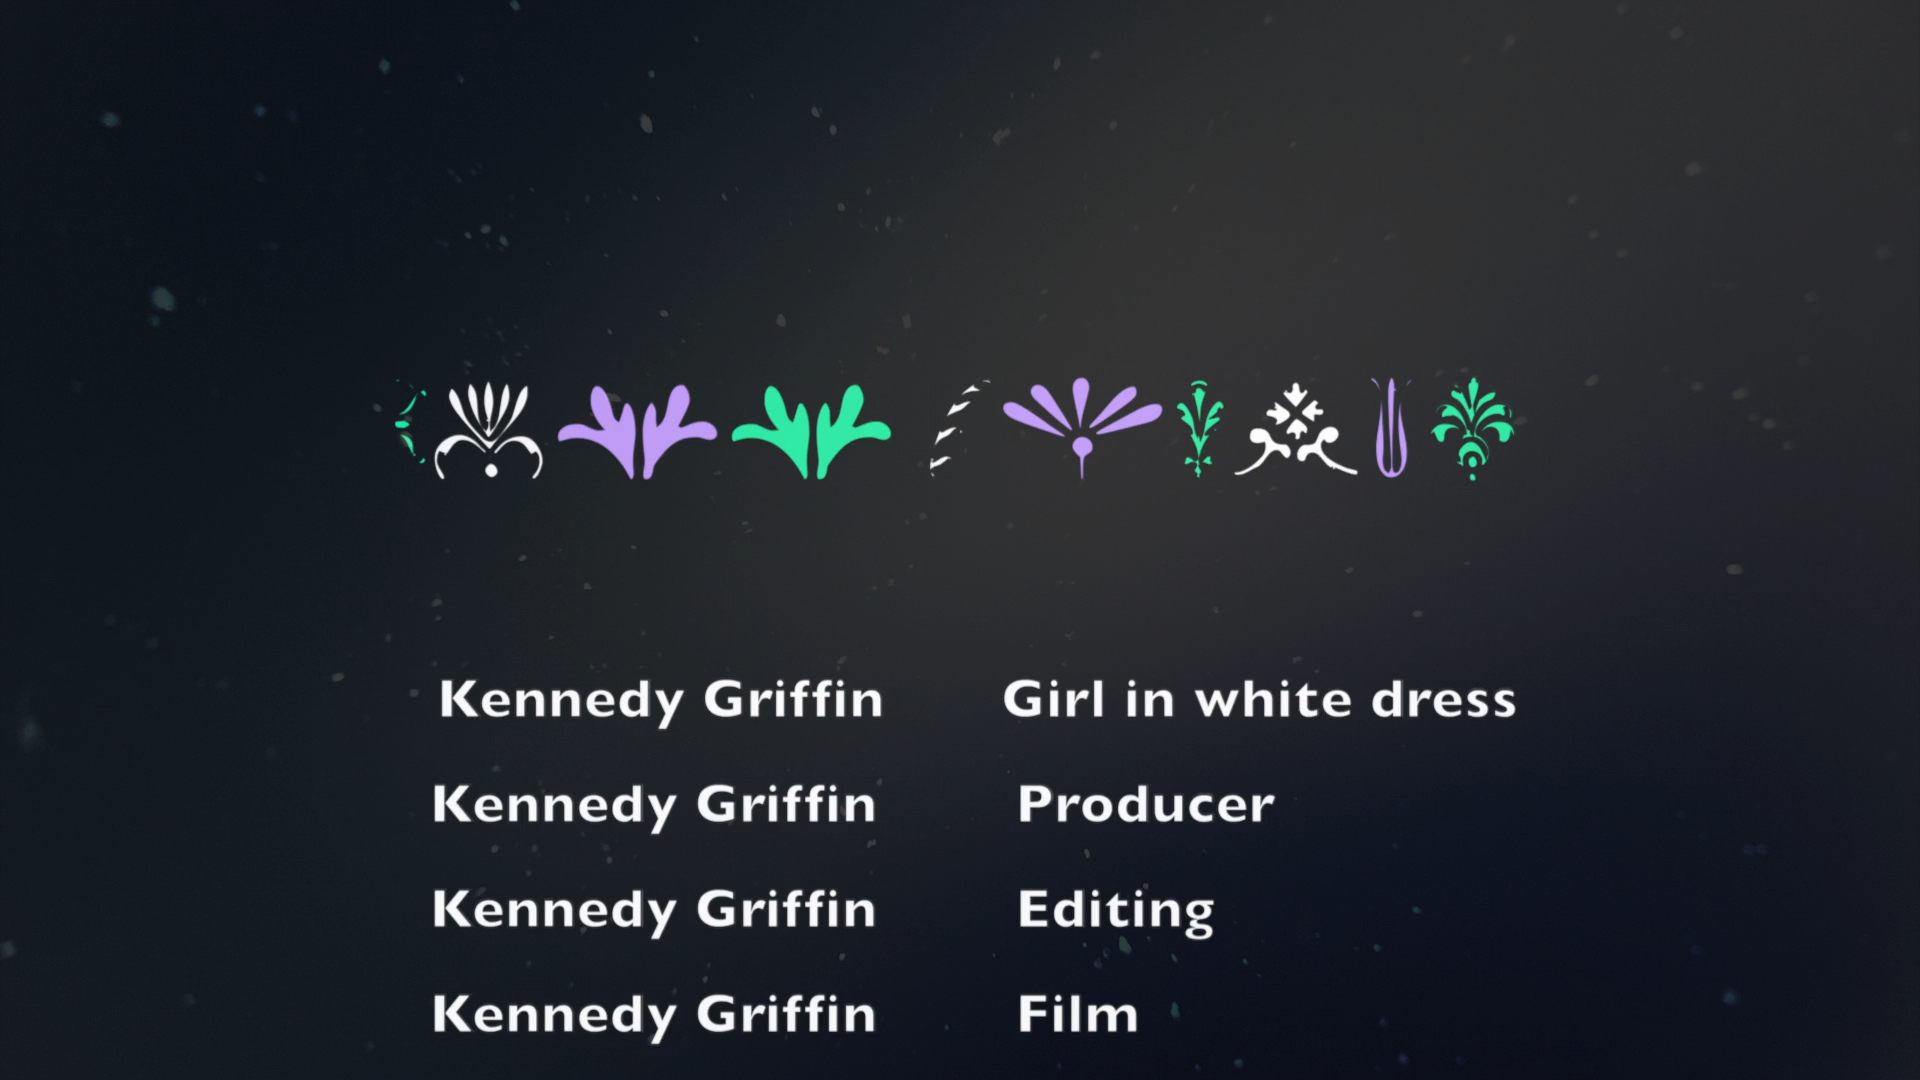 Kennedy Griffin Girl in white dress
Kennedy Griffin Producer
Kennedy Griffin Editing
Kennedy Griffin Film